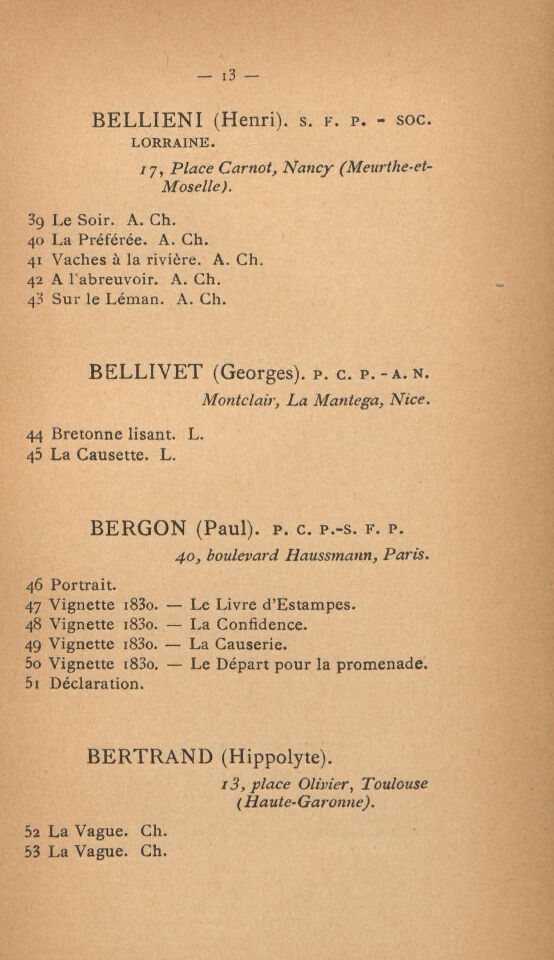 — 13 —
BELLIENI (Henri). S. F. P. - SOC.
LORRAINE.
17, Place Carnot, Nancy (Meurthe-et-
Moselle).
39 Le Soir. A. Ch.
40 La Préférée. A. Ch.
41 Vaches à la rivière. A. Ch.
42 A l'abreuvoir. A. Ch.
43 Sur le Léman. A. Ch.
BELLIVET (Georges). P. C. P. - A. N.
Montclair, La Mantega, Nice.
44 Bretonne lisant. L.
45 La Causette. L.
BERGON (Paul). P. C. P.-S. F. P.
40, boulevard Haussmann, Paris.
46 Portrait.
47 Vignette 1830. — Le Livre d'Estampes.
48 Vignette 1830. — La Confidence.
49 Vignette 1830. — La Causerie.
50 Vignette 1830. — Le Départ pour la promenade.
51 Déclaration.
BERTRAND (Hippolyte).
13, place Olivier, Toulouse
(Haute-Garonne).
52 La Vague. Ch.
53 La Vague. Ch.